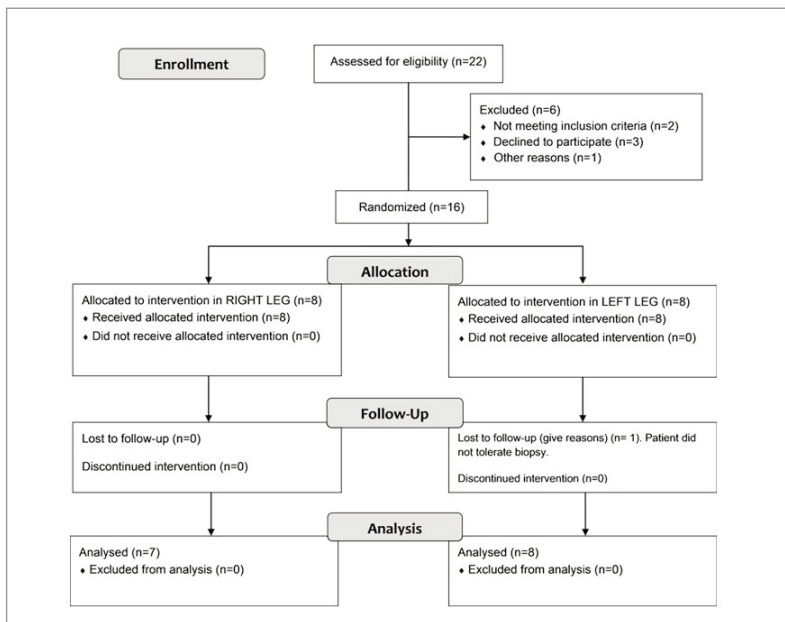 Enrollment
Assessed for eligibility (n=22)
Excluded (n=6)
♦ Not meeting inclusion criteria (n=2)
♦ Declined to participate (n=3)
♦ Other reasons (n=1)
Randomized (n=16)
Allocation
Allocated to intervention in RIGHT LEG (n=8)
♦ Received allocated intervention (n=8)
♦ Did not receive allocated intervention (n=0)
Allocated to intervention in LEFT LEG (n=8)
♦ Received allocated intervention (n=8)
♦ Did not receive allocated intervention (n=0)
Follow-Up
Lost to follow-up (n=0)
Discontinued intervention (n=0)
Lost to follow-up (give reasons) (n= 1). Patient did
not tolerate biopsy.
Discontinued intervention (n=0)
Analysis
Analysed (n=7)
♦ Excluded from analysis (n=0)
Analysed (n=8)
♦ Excluded from analysis (n=0)